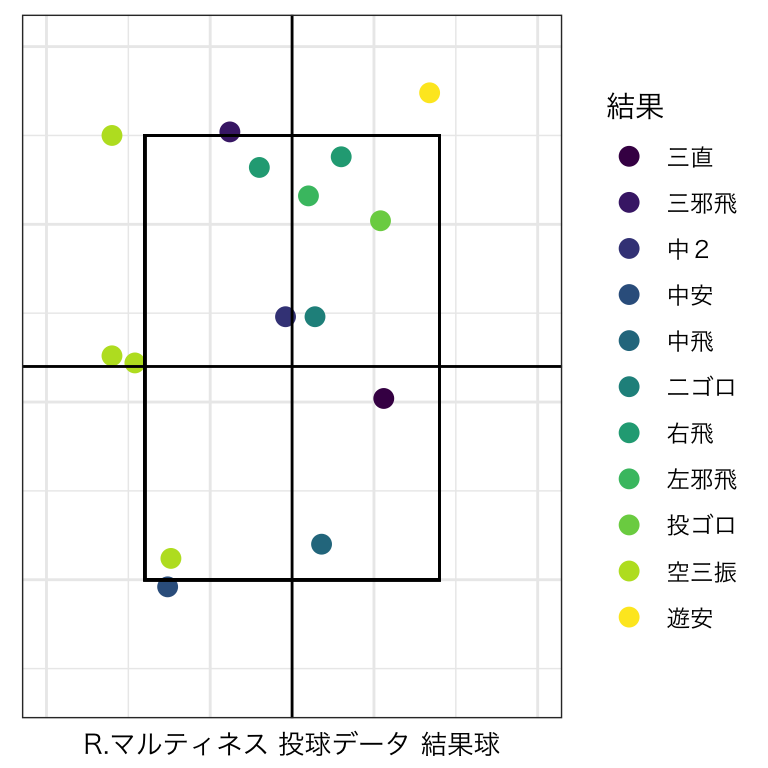 結果
三直
三邪飛
中２
中安
中飛
二ゴロ
右飛
左邪飛
投ゴロ
空三振
遊安
R.マルティネス 投球データ 結果球